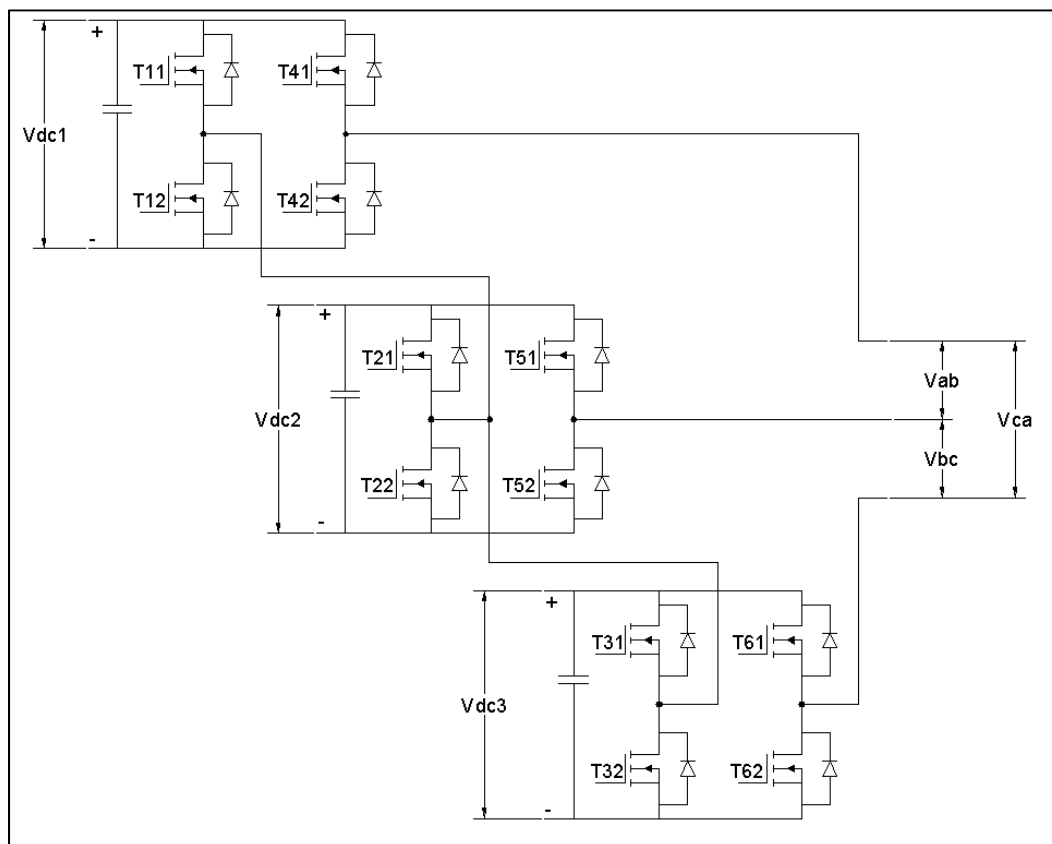 +
T11 T41
Vdc1
T12 T42
-
+
T21 T51
Vab
Vdc2 Vca
Vbc
T22 T52
-
+
T31 T61
Vdc3
T32 T62
-